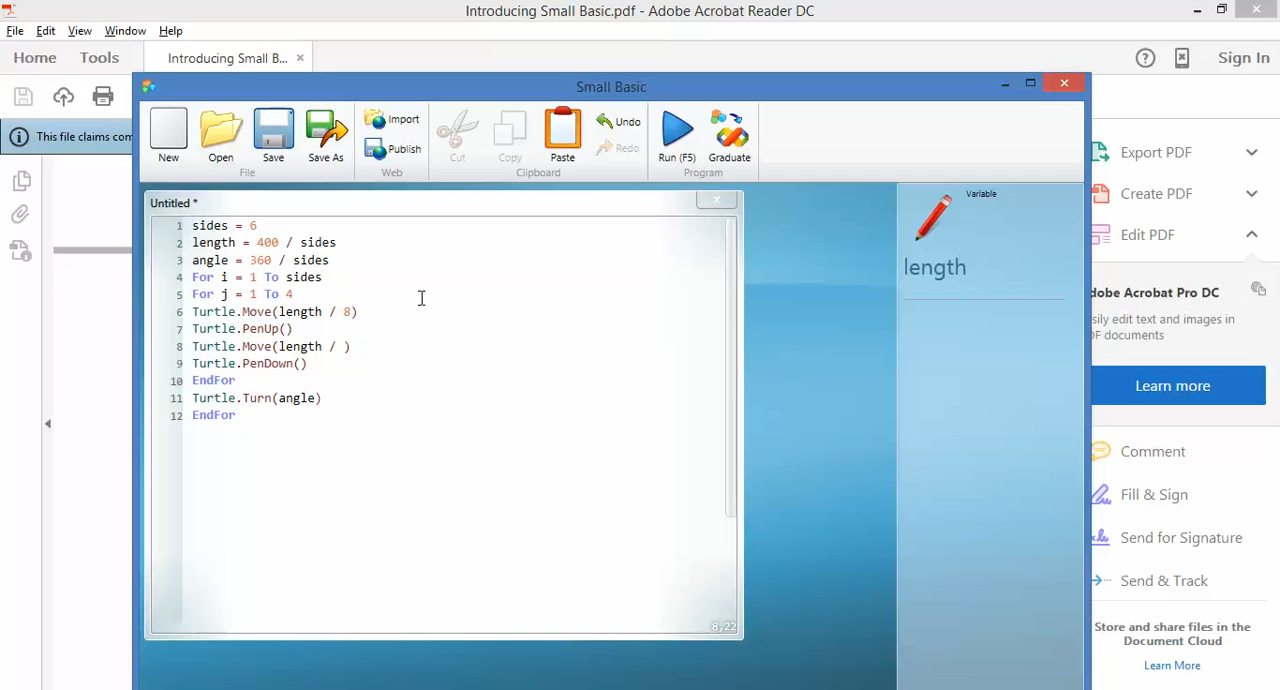 Introducing Small Basic.pdf - Adobe Acrobat Reader DC
File Edit View Window Help
Home Tools Introducing Small B... × Sign In
This file claims com
Small Basic
New Open Save Save As Import Publish Cut Copy Paste Undo Redo Run (F5) Graduate
File Web Clipboard Program
Untitled *
1 sides = 6
2 length = 400 / sides
3 angle = 360 / sides
4 For i = 1 To sides
5 For j = 1 To 4
6 Turtle.Move(length / 8)
7 Turtle.PenUp()
8 Turtle.Move(length / )
9 Turtle.PenDown()
10 EndFor
11 Turtle.Turn(angle)
12 EndFor
8,22
Variable
length
Export PDF
Create PDF
Edit PDF
dobe Acrobat Pro DC
sily edit text and images in
DF documents
Learn more
Comment
Fill & Sign
Send for Signature
Send & Track
Store and share files in the
Document Cloud
Learn More